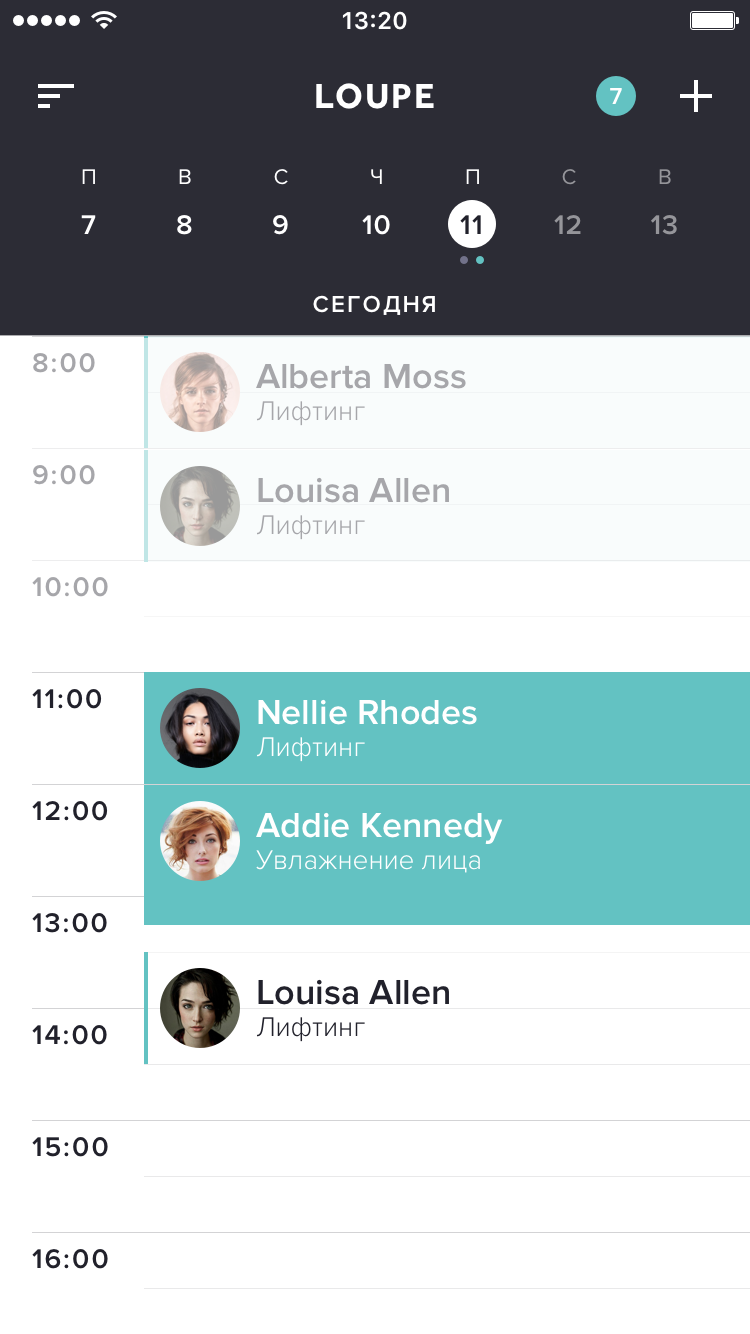 13:20
LOUPE 7
П В С Ч П С В
7 8 9 10 11 12 13
СЕГОДНЯ
8:00
Alberta Moss
Лифтинг
9:00
Louisa Allen
Лифтинг
10:00
11:00
Nellie Rhodes
Лифтинг
12:00
Addie Kennedy
Увлажнение лица
13:00
Louisa Allen
Лифтинг
14:00
15:00
16:00